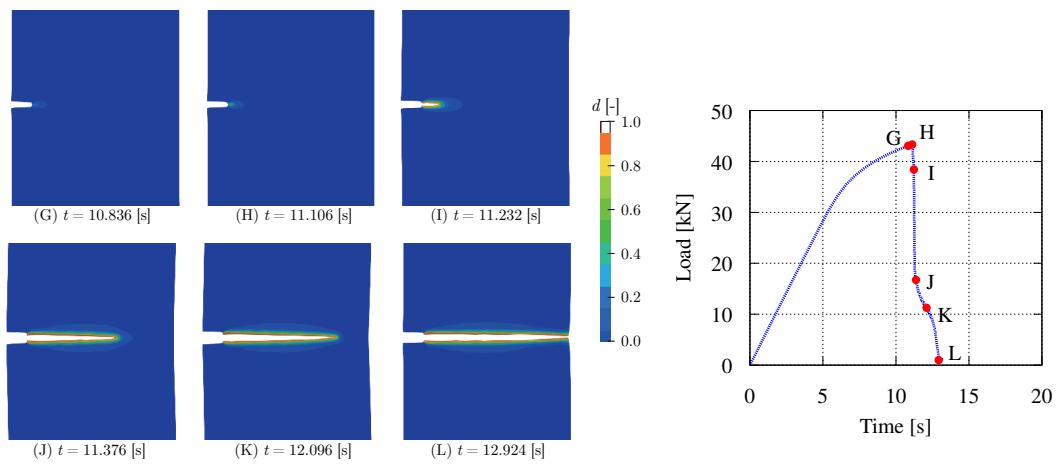 (G) t = 10.836 [s]
(H) t = 11.106 [s]
(I) t = 11.232 [s]
(J) t = 11.376 [s]
(K) t = 12.096 [s]
(L) t = 12.924 [s]
d [-]
1.0
0.8
0.6
0.4
0.2
0.0
Load [kN]
50
40
30
20
10
0
G
H
I
J
K
L
0
5
10
15
20
Time [s]